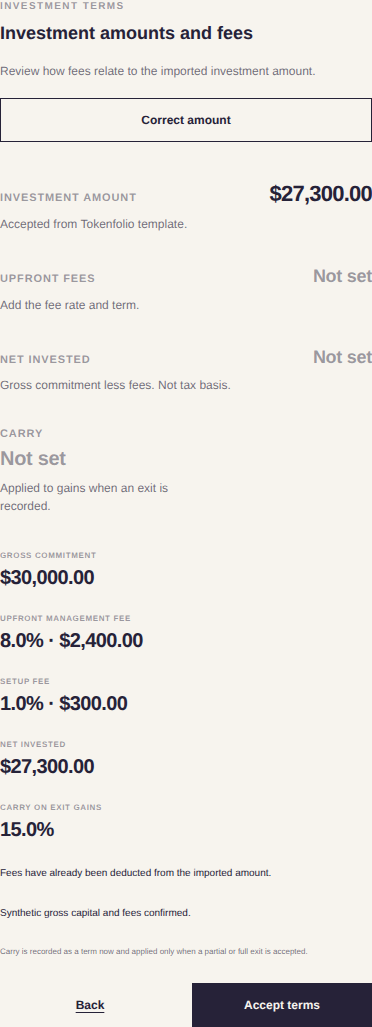 INVESTMENT TERMS
Investment amounts and fees
Review how fees relate to the imported investment amount.
Correct amount
INVESTMENT AMOUNT $27,300.00
Accepted from Tokenfolio template.
UPFRONT FEES Not set
Add the fee rate and term.
NET INVESTED Not set
Gross commitment less fees. Not tax basis.
CARRY
Not set
Applied to gains when an exit is
recorded.
GROSS COMMITMENT
$30,000.00
UPFRONT MANAGEMENT FEE
8.0% · $2,400.00
SETUP FEE
1.0% · $300.00
NET INVESTED
$27,300.00
CARRY ON EXIT GAINS
15.0%
Fees have already been deducted from the imported amount.
Synthetic gross capital and fees confirmed.
Carry is recorded as a term now and applied only when a partial or full exit is accepted.
Back Accept terms